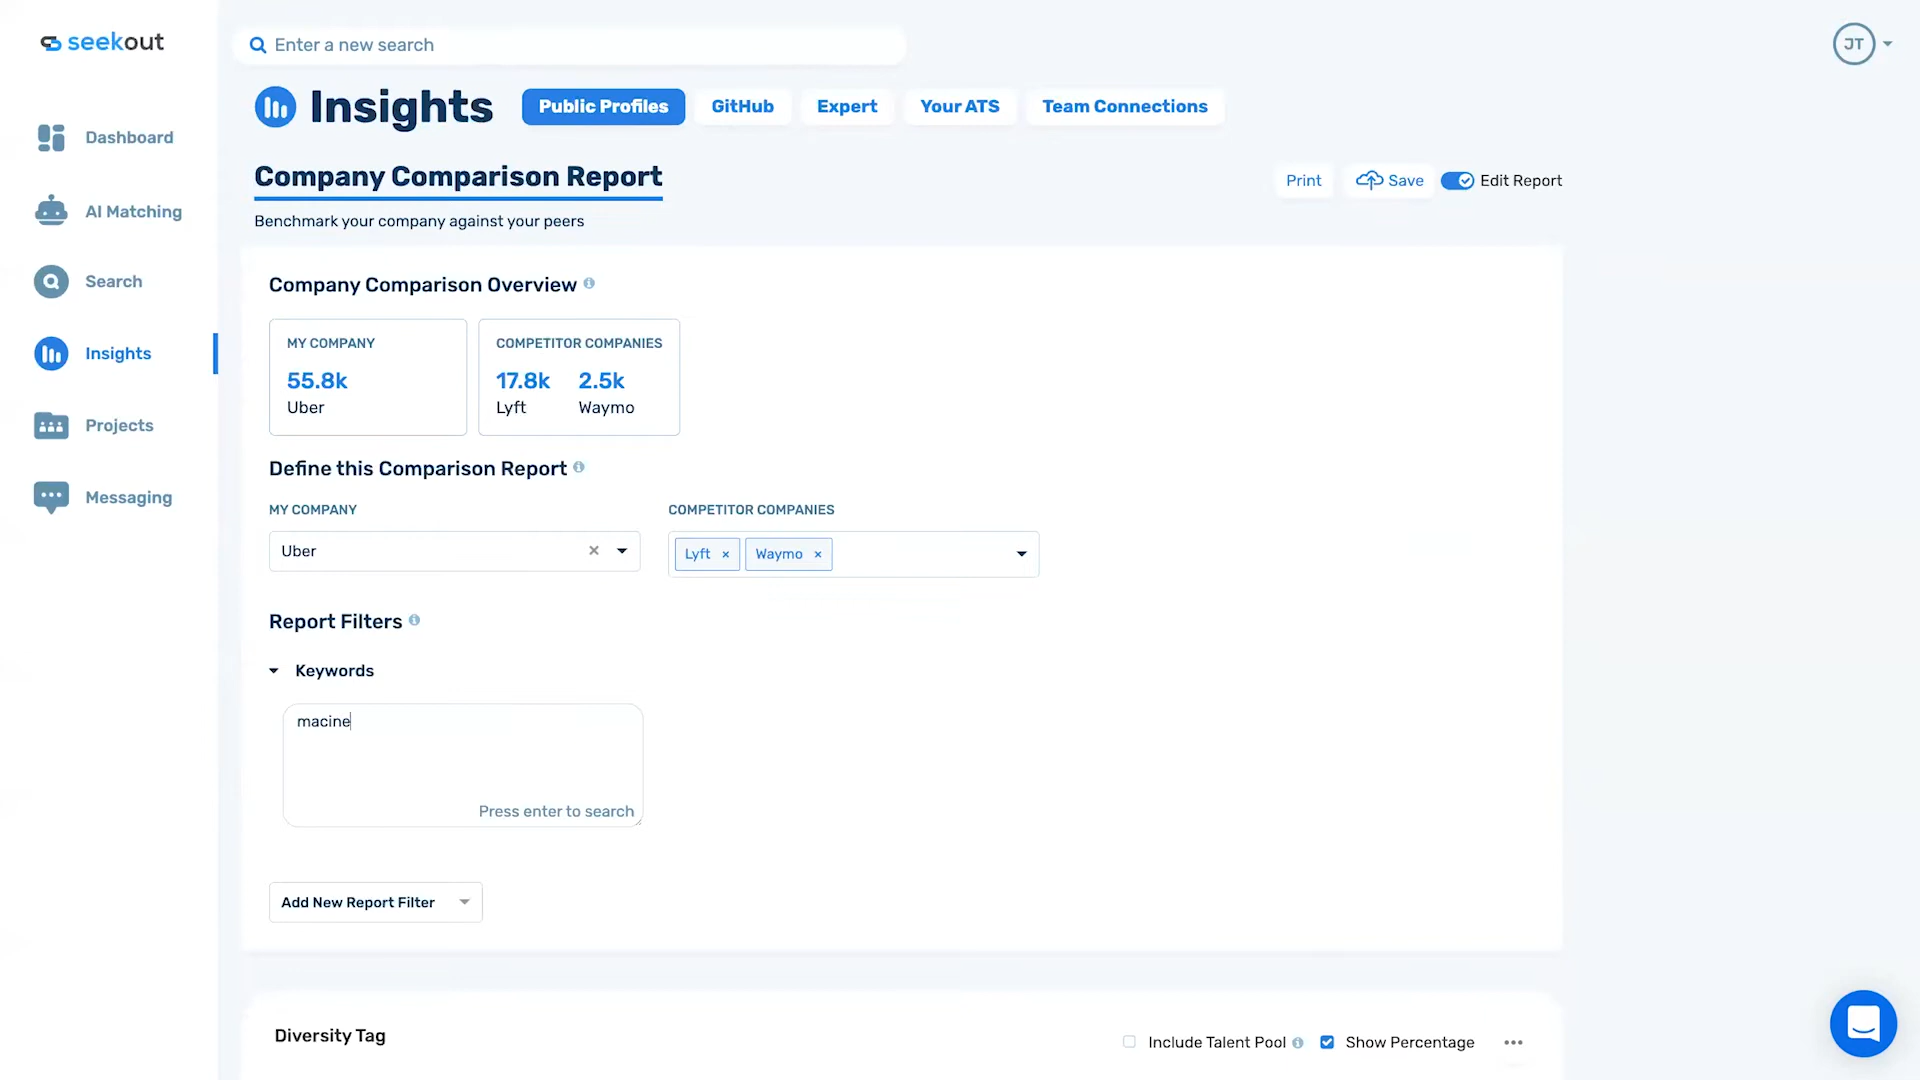 seekout
Enter a new search
JT
Insights
Public Profiles
GitHub
Expert
Your ATS
Team Connections
Dashboard
AI Matching
Search
Insights
Projects
Messaging
Company Comparison Report
Print
Save
Edit Report
Benchmark your company against your peers
Company Comparison Overview
MY COMPANY
55.8k
Uber
COMPETITOR COMPANIES
17.8k 2.5k
Lyft Waymo
Define this Comparison Report
MY COMPANY
COMPETITOR COMPANIES
Uber
Lyft × Waymo ×
Report Filters
Keywords
macine
Press enter to search
Add New Report Filter
Diversity Tag
Include Talent Pool
Show Percentage